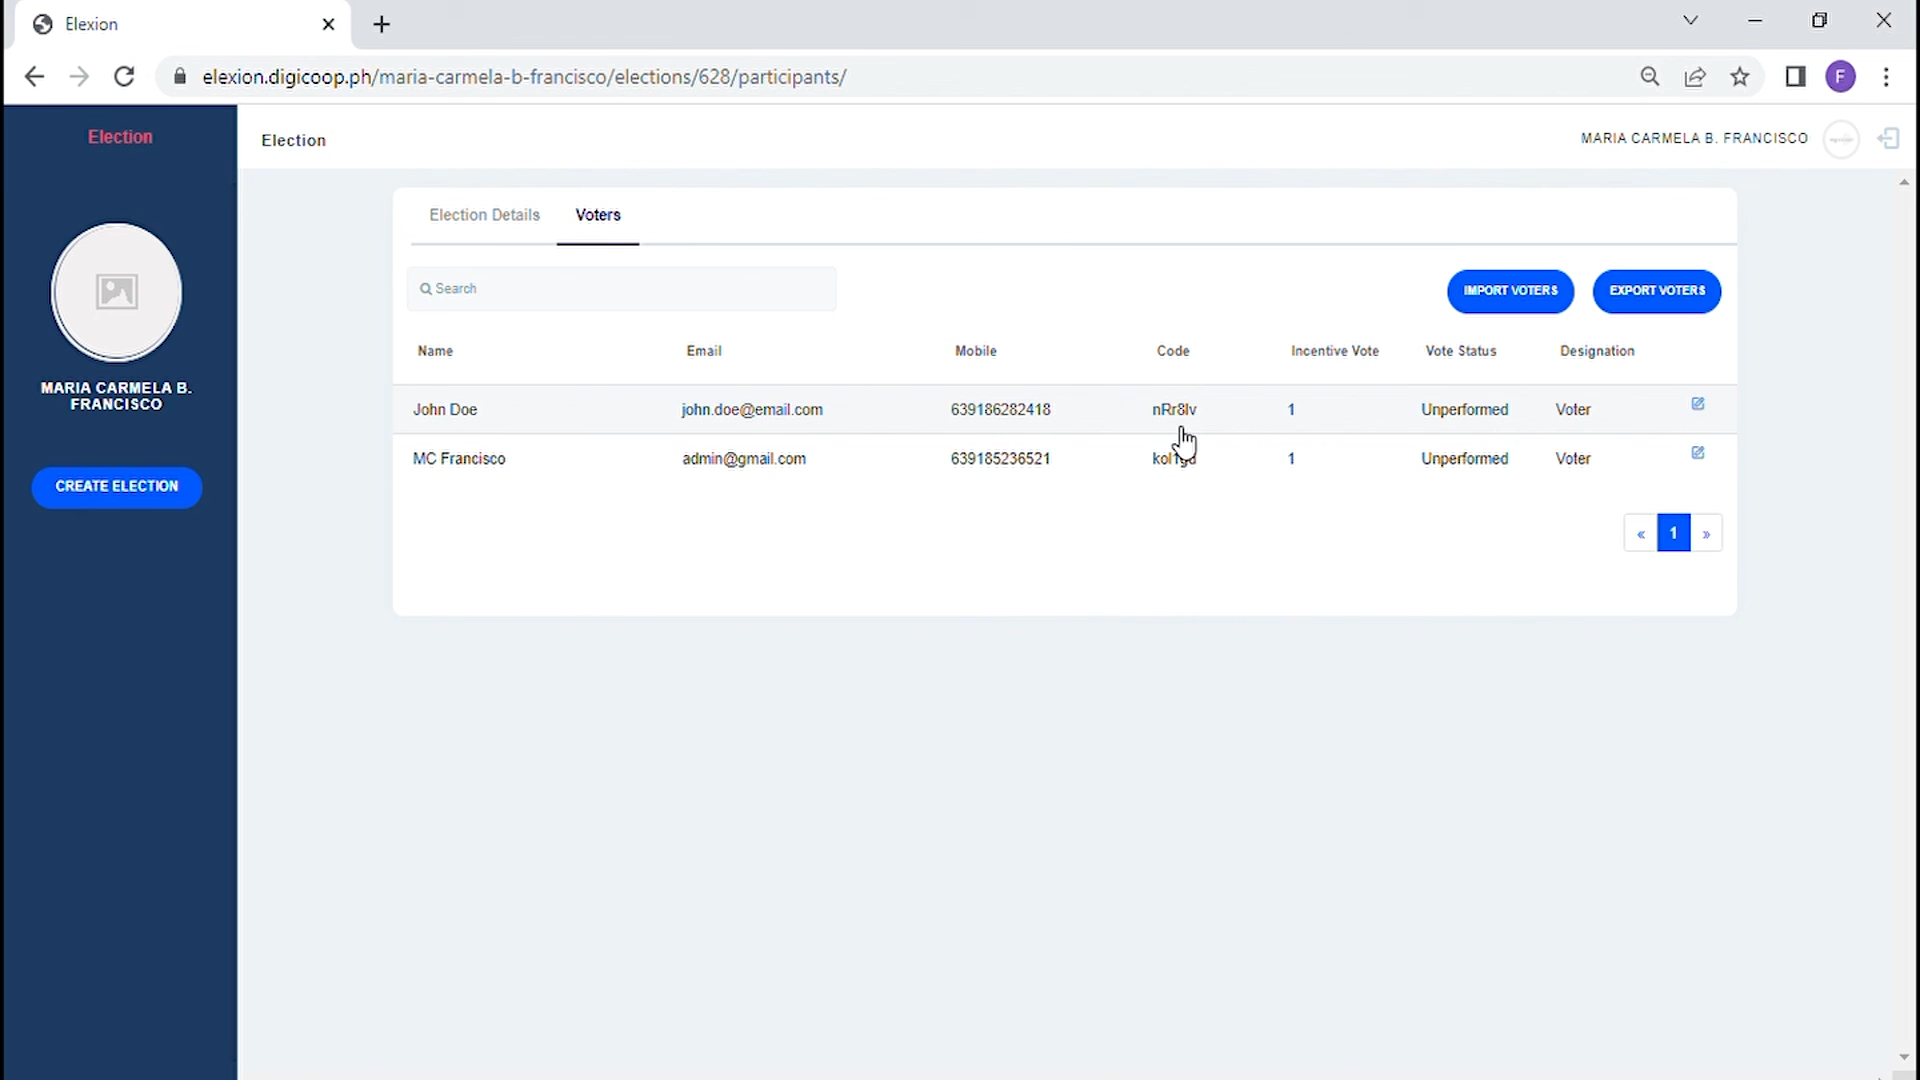 Elexion
elexion.digicoop.ph/maria-carmela-b-francisco/elections/628/participants/
F
Election
Election
MARIA CARMELA B. FRANCISCO
MARIA CARMELA B.
FRANCISCO
CREATE ELECTION
Election Details Voters
Search
IMPORT VOTERS EXPORT VOTERS
Name Email Mobile Code Incentive Vote Vote Status Designation
John Doe john.doe@email.com 639186282418 nRr8lv 1 Unperformed Voter
MC Francisco admin@gmail.com 639185236521 1 Unperformed Voter
« 1 »